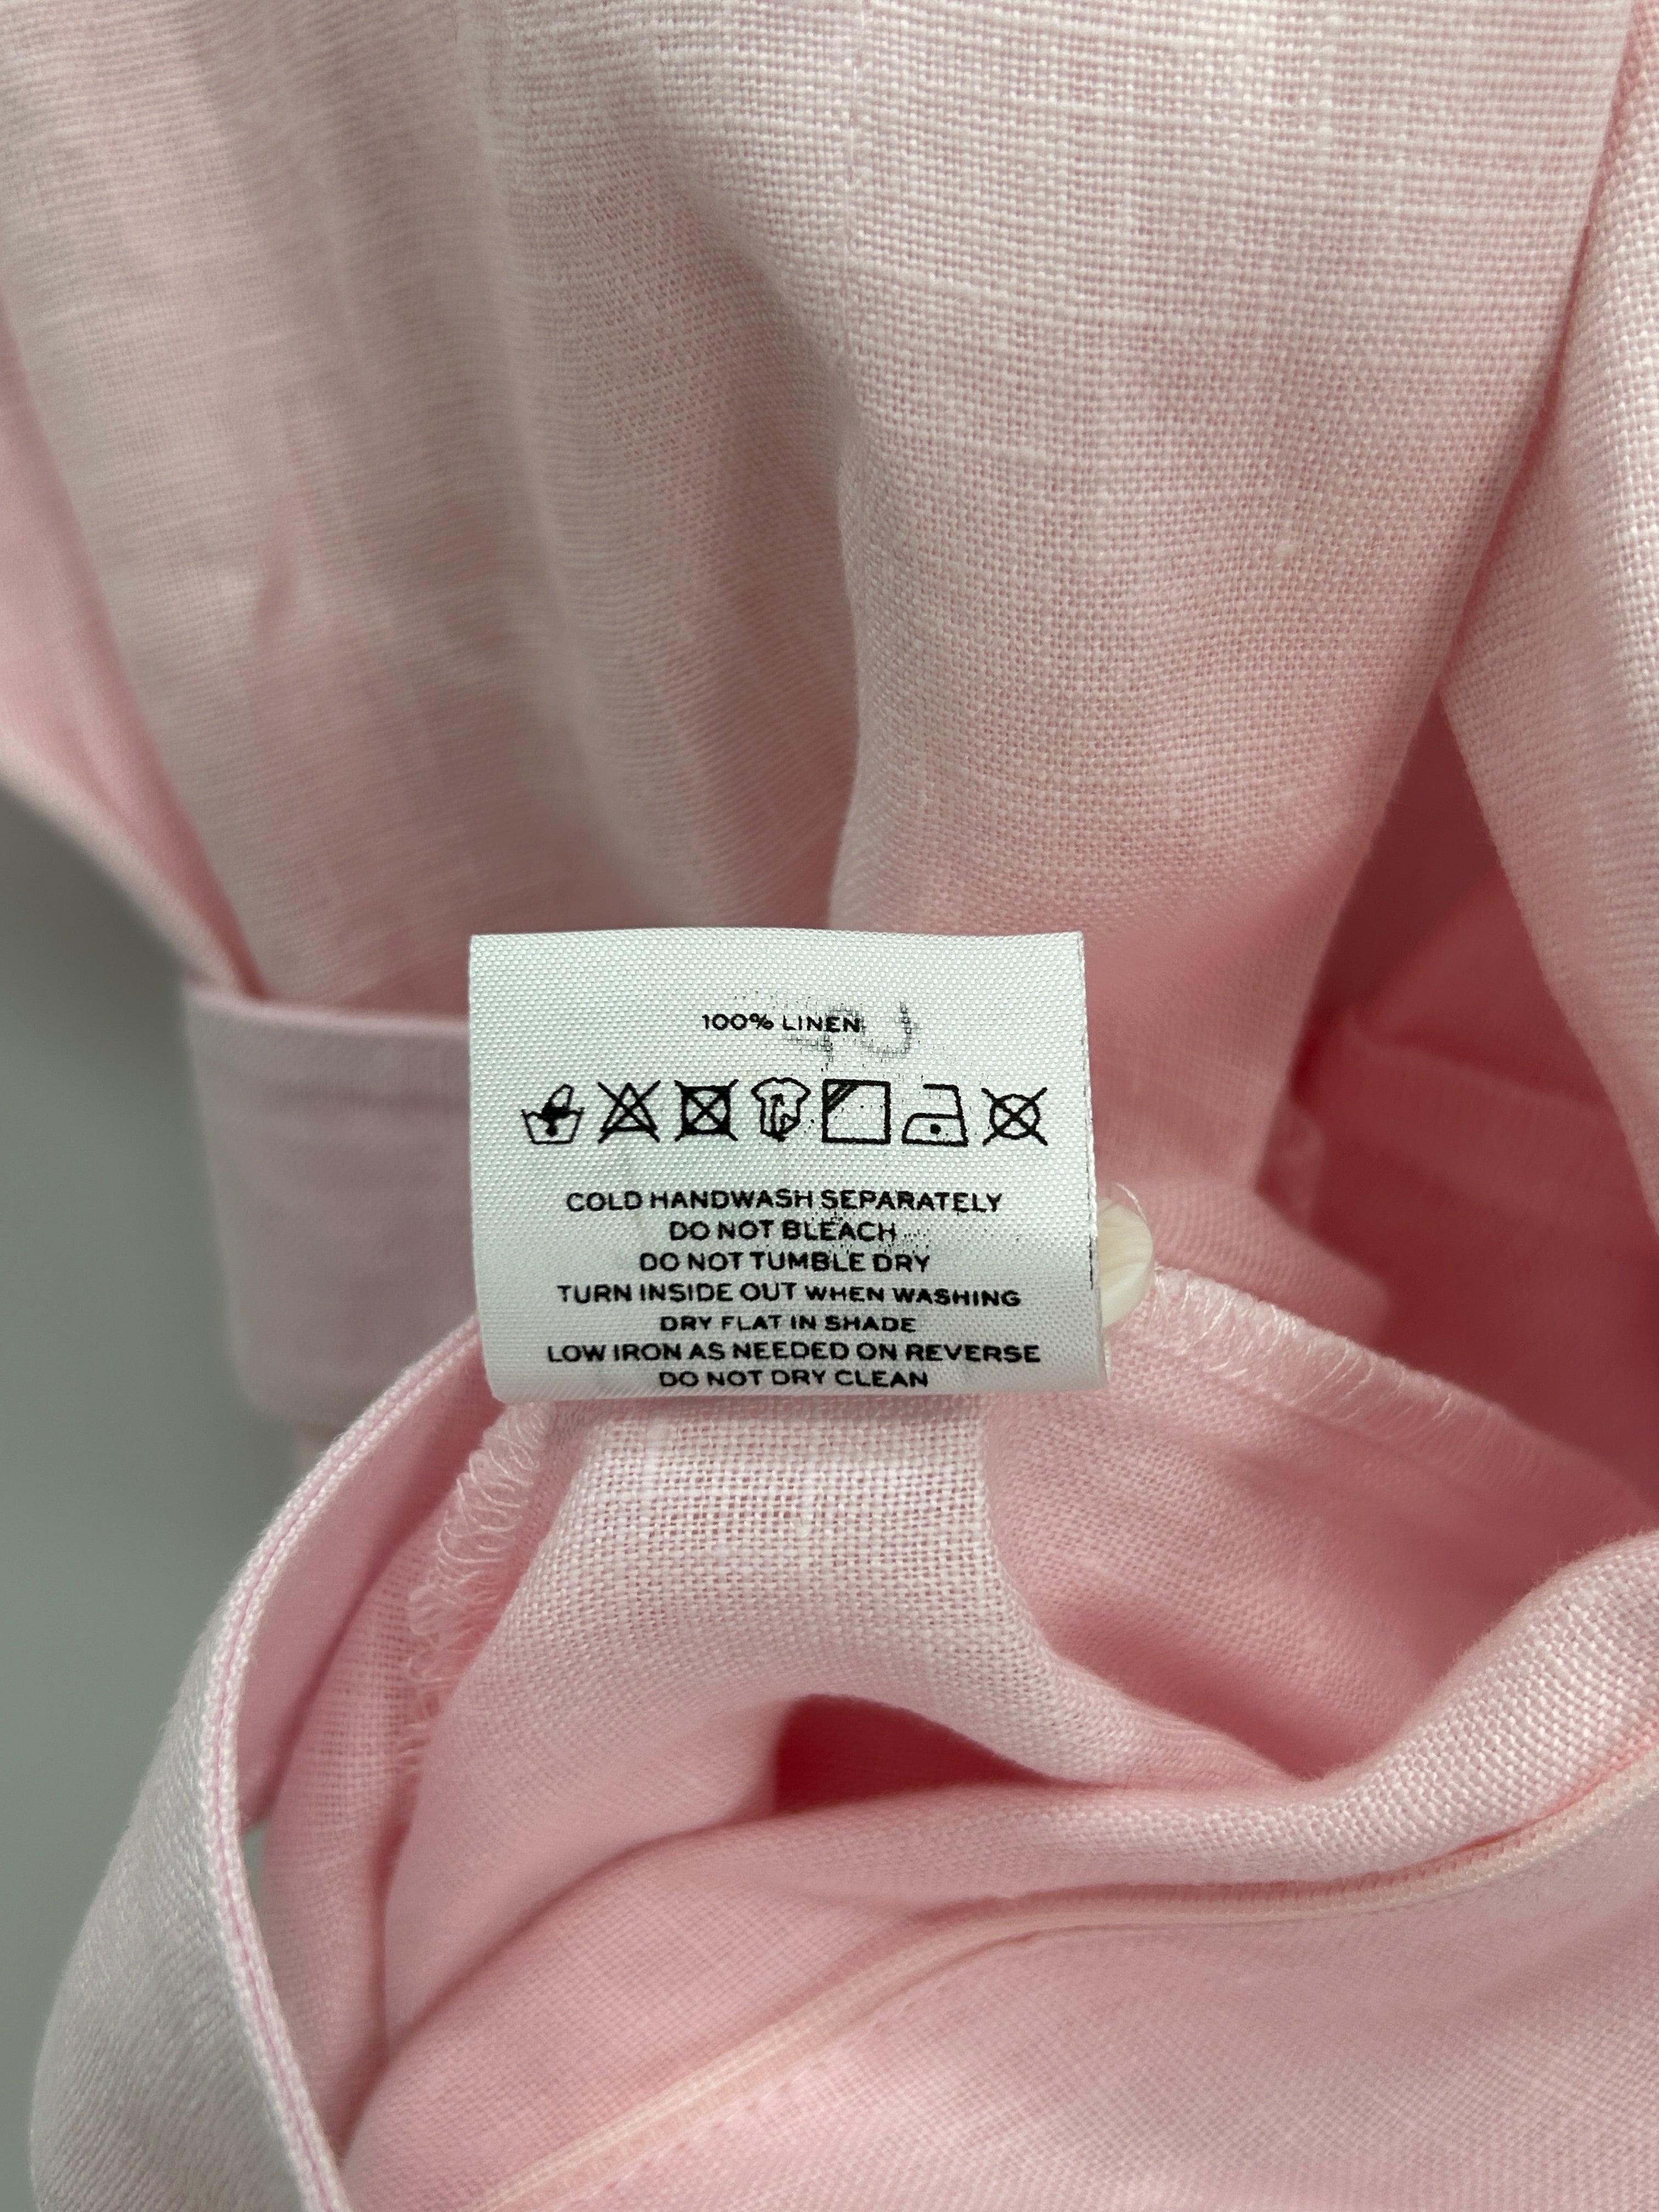 100% LINEN
COLD HANDWASH SEPARATELY
DO NOT BLEACH
DO NOT TUMBLE DRY
TURN INSIDE OUT WHEN WASHING
DRY FLAT IN SHADE
LOW IRON AS NEEDED ON REVERSE
DO NOT DRY CLEAN